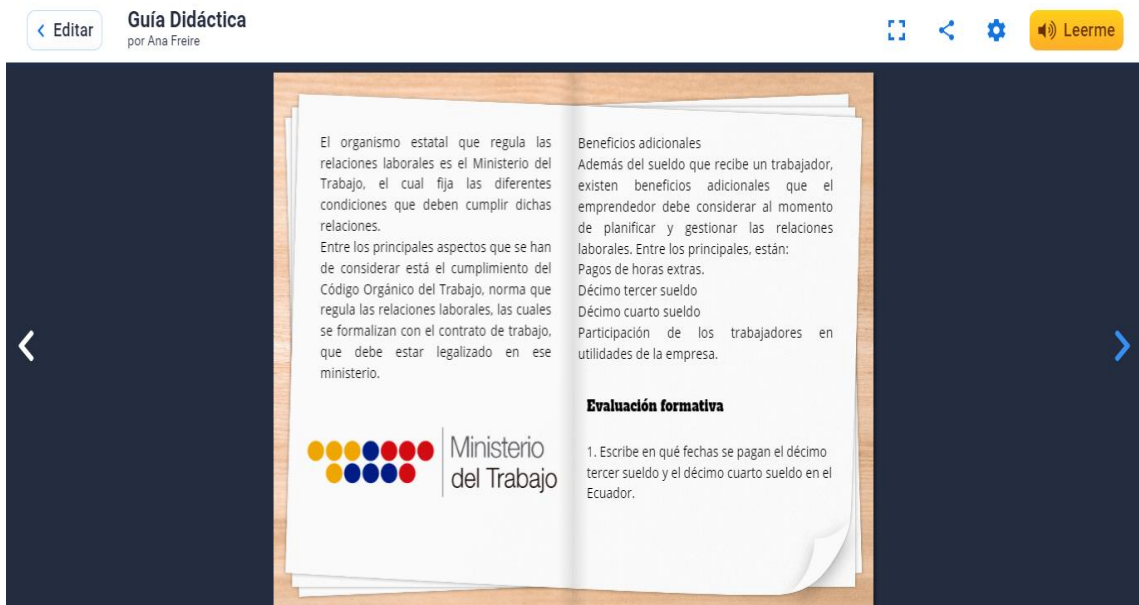 Editar
Guía Didáctica
por Ana Freire
Leerme
El organismo estatal que regula las
relaciones laborales es el Ministerio del
Trabajo, el cual fija las diferentes
condiciones que deben cumplir dichas
relaciones.
Entre los principales aspectos que se han
de considerar está el cumplimiento del
Código Orgánico del Trabajo, norma que
regula las relaciones laborales, las cuales
se formalizan con el contrato de trabajo,
que debe estar legalizado en ese
ministerio.
Ministerio
del Trabajo
Beneficios adicionales
Además del sueldo que recibe un trabajador,
existen beneficios adicionales que el
emprendedor debe considerar al momento
de planificar y gestionar las relaciones
laborales. Entre los principales, están:
Pagos de horas extras.
Décimo tercer sueldo
Décimo cuarto sueldo
Participación de los trabajadores en
utilidades de la empresa.
Evaluación formativa
1. Escribe en qué fechas se pagan el décimo
tercer sueldo y el décimo cuarto sueldo en el
Ecuador.